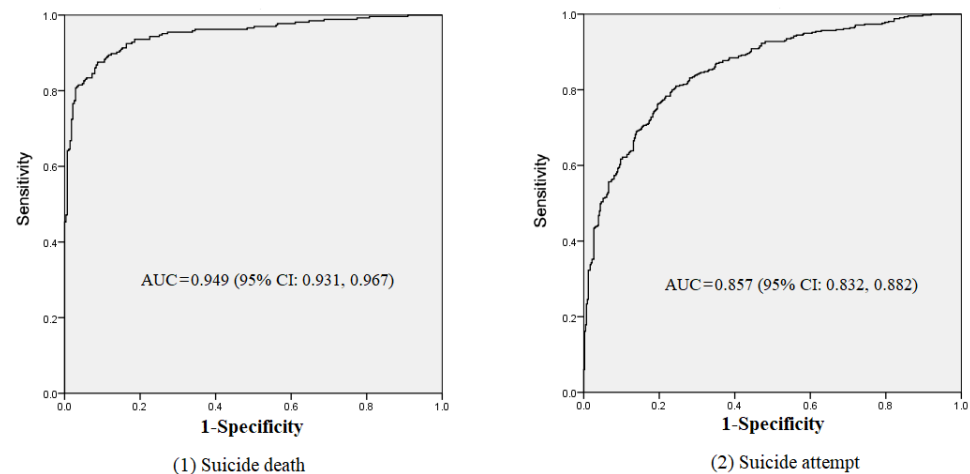 1.0
0.8
0.6
0.4
0.2
0.0
Sensitivity
AUC=0.949 (95% CI: 0.931, 0.967)
0.0 0.2 0.4 0.6 0.8 1.0
1-Specificity
(1) Suicide death
1.0
0.8
0.6
0.4
0.2
0.0
Sensitivity
AUC=0.857 (95% CI: 0.832, 0.882)
0.0 0.2 0.4 0.6 0.8 1.0
1-Specificity
(2) Suicide attempt